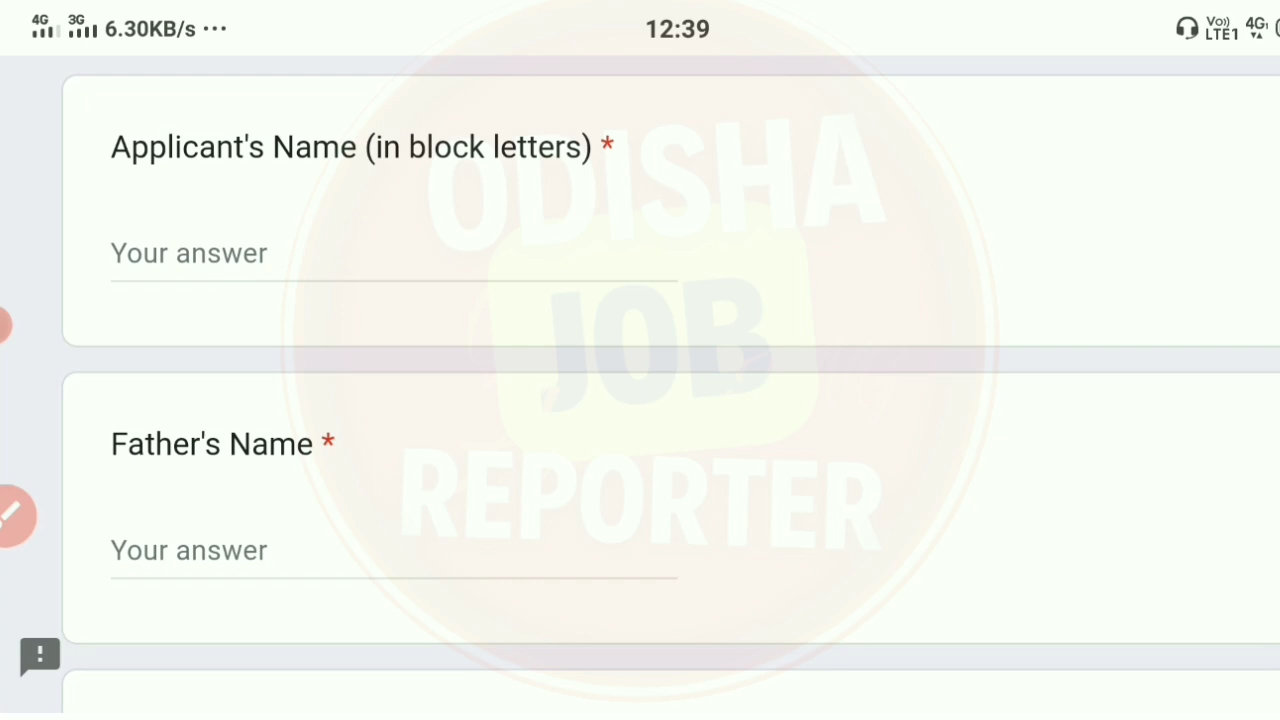 4G 3G 6.30KB/s ... 12:39 Vo)) LTE1 4G
Applicant's Name (in block letters) *
Your answer
Father's Name *
Your answer
ODISHA
JOB
REPORTER